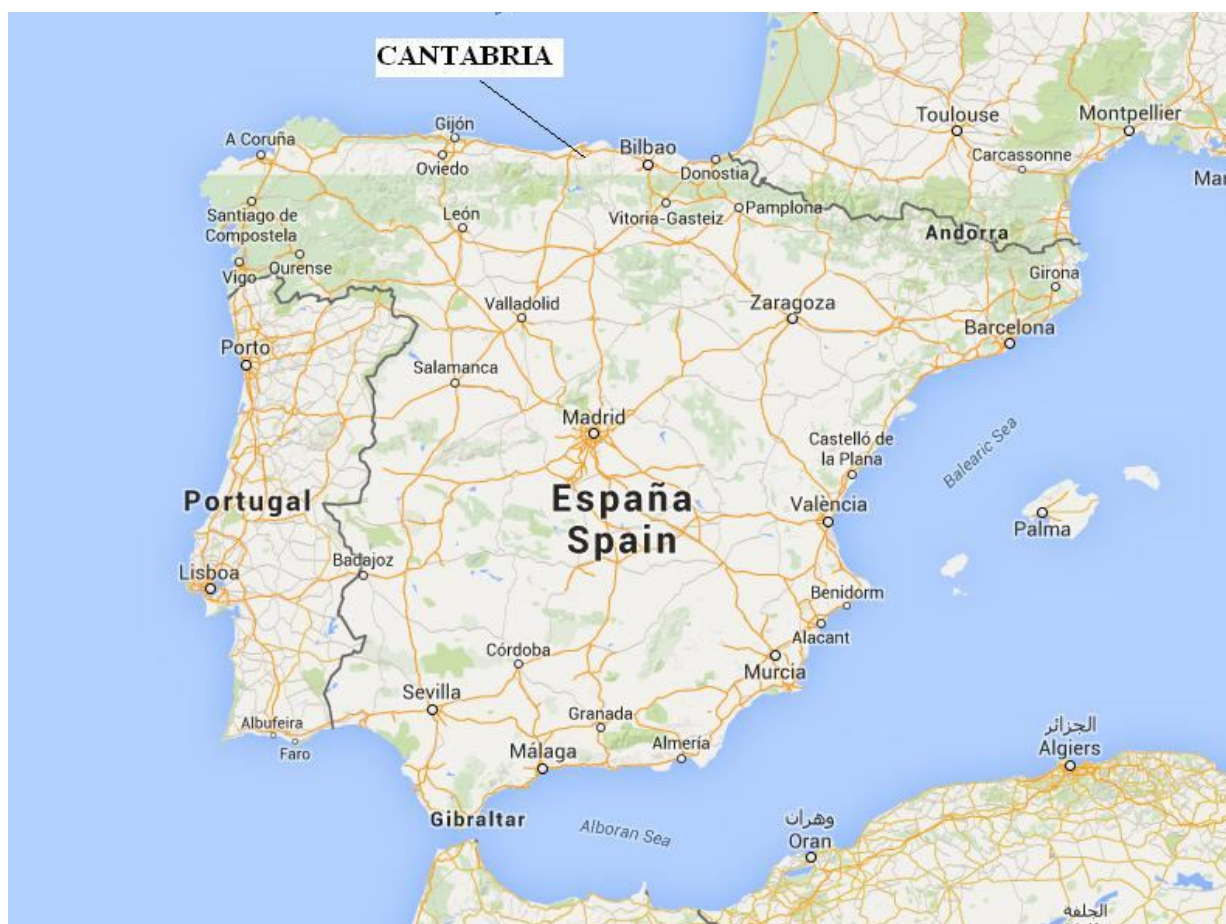 CANTABRIA
Toulouse
Montpellier
Gijón
A Coruña
Bilbao
Oviedo
Donostia
Carcassonne
Mar
Santiago de
Compostela
León
Vitoria-Gasteiz
Pamplona
Andorra
Vigo
Ourense
Girona
Valladolid
Zaragoza
Barcelona
Porto
Salamanca
Madrid
Castelló de
la Plana
Balearic Sea
Portugal
España
Spain
València
Palma
Lisboa
Badajoz
Benidorm
Alacant
Córdoba
Murcia
Sevilla
Granada
Albufeira
Faro
Málaga
Almería
الجزائر
Algiers
Gibraltar
Alboran Sea
وهران
Oran
الجلفة